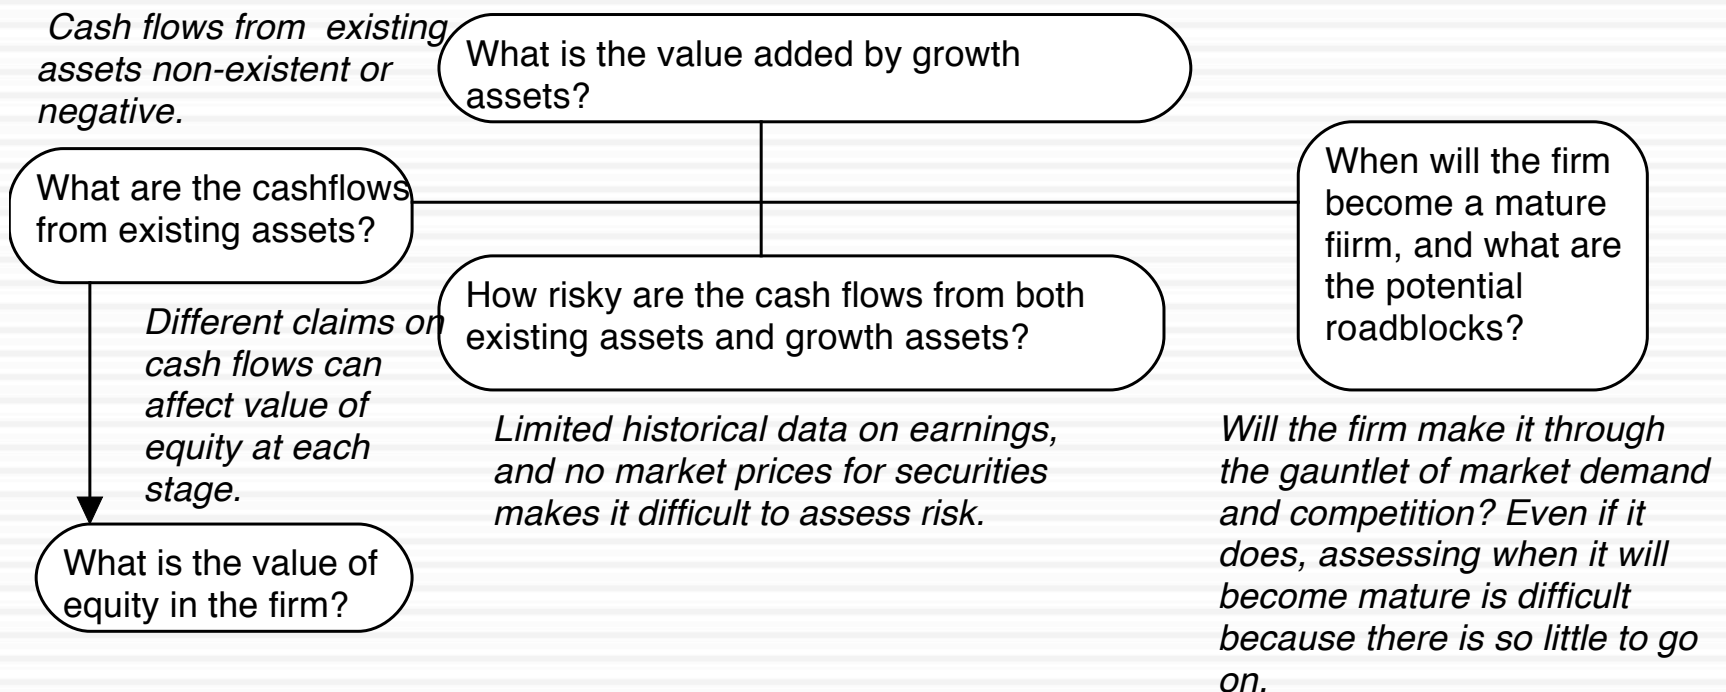 Cash flows from  existing
assets non-existent or
negative.
What is the value added by growth
assets?
What are the cashflows
from existing assets?
When will the firm
become a mature
fiirm, and what are
the potential
roadblocks?
How risky are the cash flows from both
existing assets and growth assets?
Different claims on
cash flows can
affect value of
equity at each
stage.
Limited historical data on earnings,
and no market prices for securities
makes it difficult to assess risk.
Will the firm make it through
the gauntlet of market demand
and competition? Even if it
does, assessing when it will
become mature is difficult
because there is so little to go
on.
What is the value of
equity in the firm?